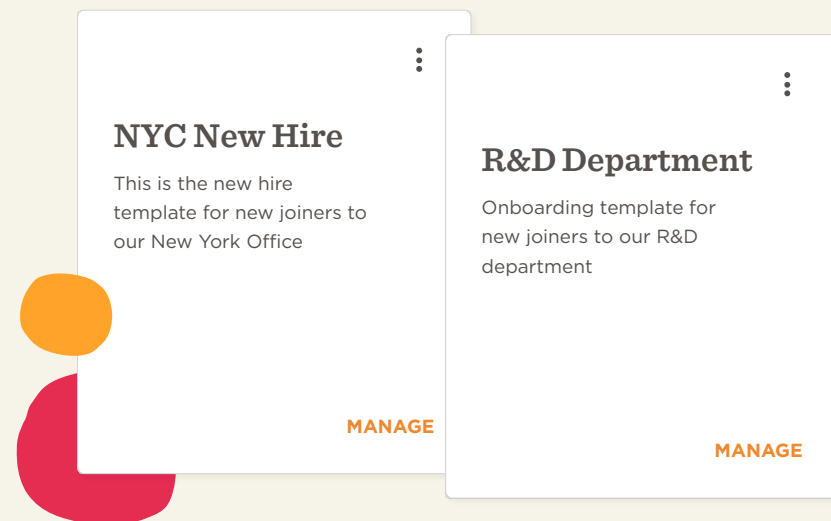 NYC New Hire
This is the new hire
template for new joiners to
our New York Office
MANAGE
R&D Department
Onboarding template for
new joiners to our R&D
department
MANAGE